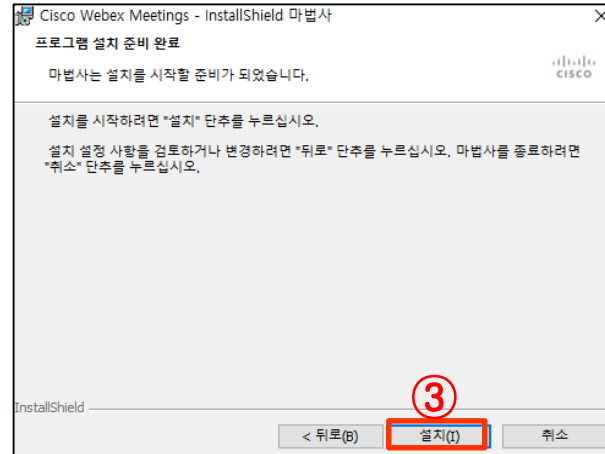 Cisco Webex Meetings - InstallShield 마법사
프로그램 설치 준비 완료
마법사는 설치를 시작할 준비가 되었습니다.
CISCO
설치를 시작하려면 "설치" 단추를 누르십시오.
설치 설정 사항을 검토하거나 변경하려면 "뒤로" 단추를 누르십시오. 마법사를 종료하려면
"취소" 단추를 누르십시오.
③
InstallShield
< 뒤로(B) 설치(I) 취소